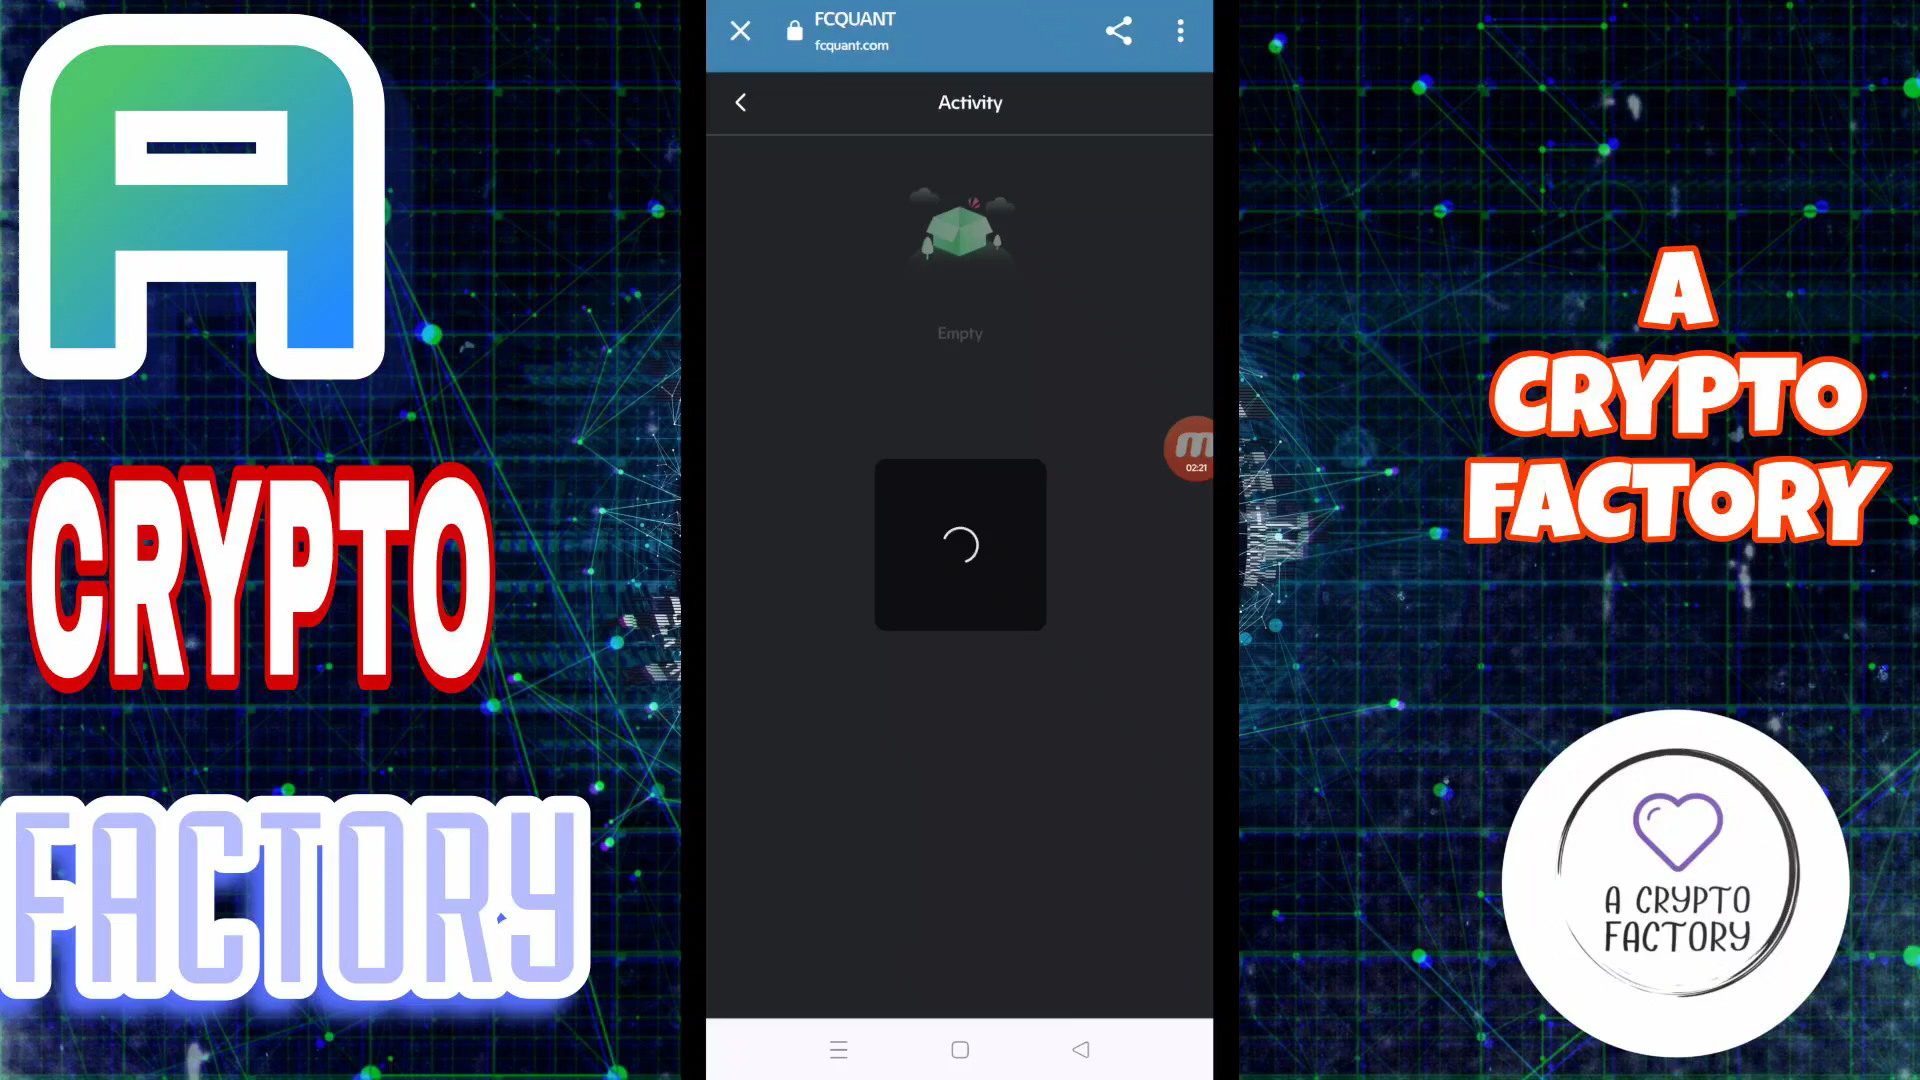 A
CRYPTO
FACTORY
FCQUANT
fcquant.com
Activity
Empty
02:21
A
CRYPTO
FACTORY
A CRYPTO
FACTORY